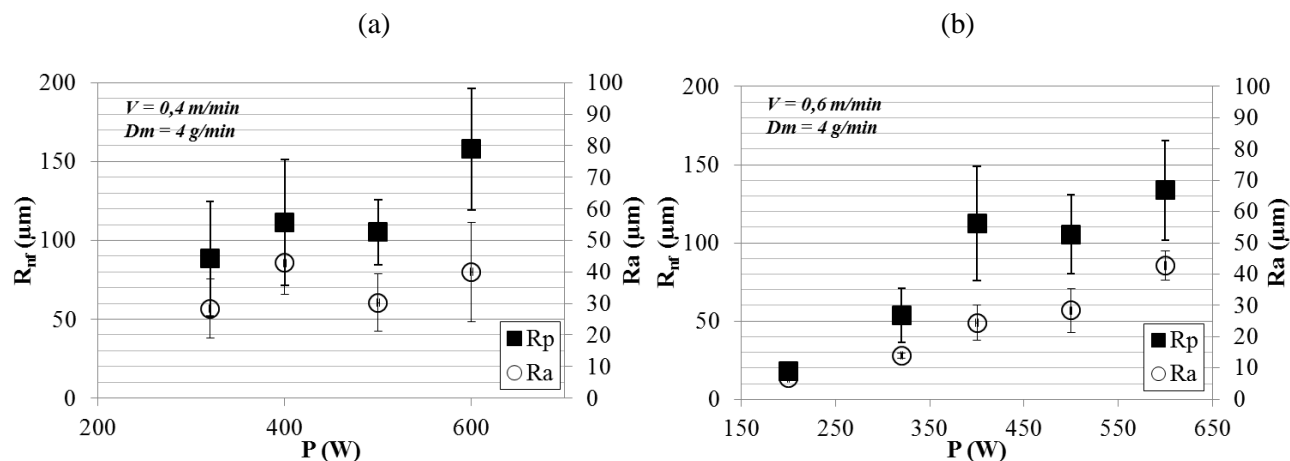 (a)
(b)
V = 0,4 m/min
Dm = 4 g/min
R_nf (µm)
200
150
100
50
0
Ra (µm)
100
90
80
70
60
50
40
30
20
10
0
Rp
Ra
200
400
600
P (W)
V = 0,6 m/min
Dm = 4 g/min
R_nf (µm)
200
150
100
50
0
Ra (µm)
100
90
80
70
60
50
40
30
20
10
0
Rp
Ra
150
250
350
450
550
650
P (W)